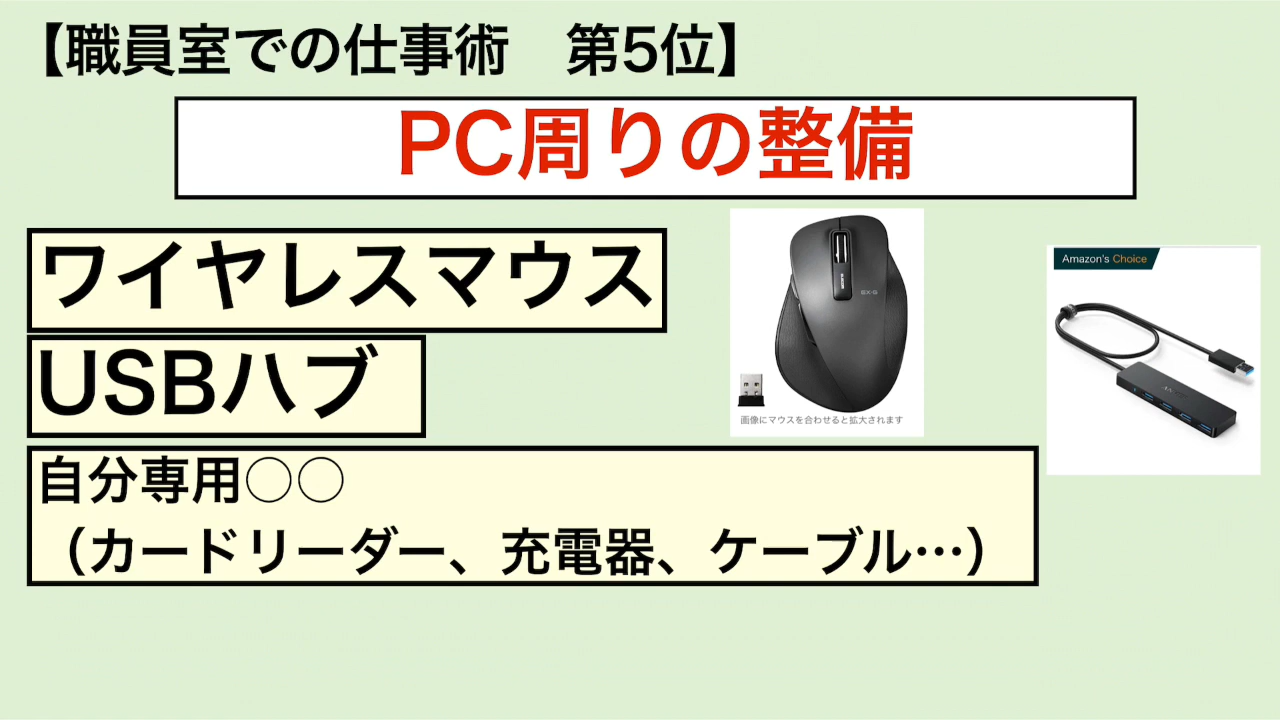 【職員室での仕事術　第5位】
PC周りの整備
ワイヤレスマウス
USBハブ
自分専用○○
（カードリーダー、充電器、ケーブル…）
ELECOM
EX-G
画像にマウスを合わせると拡大されます
Amazon's Choice
ANKER